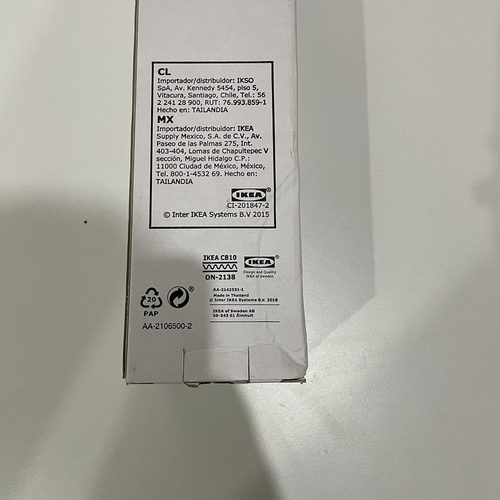 CL
Importador/distribuidor: IKSO
SpA, Av. Kennedy 5454, piso 5,
Vitacura, Santiago, Chile, Tel.: 56
2 241 28 900, RUT: 76.993.859-1
Hecho en: TAILANDIA
MX
Importador/distribuidor: IKEA
Supply Mexico, S.A. de C.V., Av.
Paseo de las Palmas 275, Int.
403-404, Lomas de Chapultepec V
sección, Miguel Hidalgo C.P.:
11000 Ciudad de México, México,
Tel. 800-1-4532 69. Hecho en:
TAILANDIA
IKEA®
CI-201847-2
© Inter IKEA Systems B.V 2015
IKEA CB10
ON-2138
IKEA®
Design and Quality
IKEA of Sweden
AA-2142531-1
Made in Thailand
© Inter IKEA Systems B.V. 2018
IKEA of Sweden AB
SE-343 81 Älmhult
20
PAP
®
AA-2106500-2